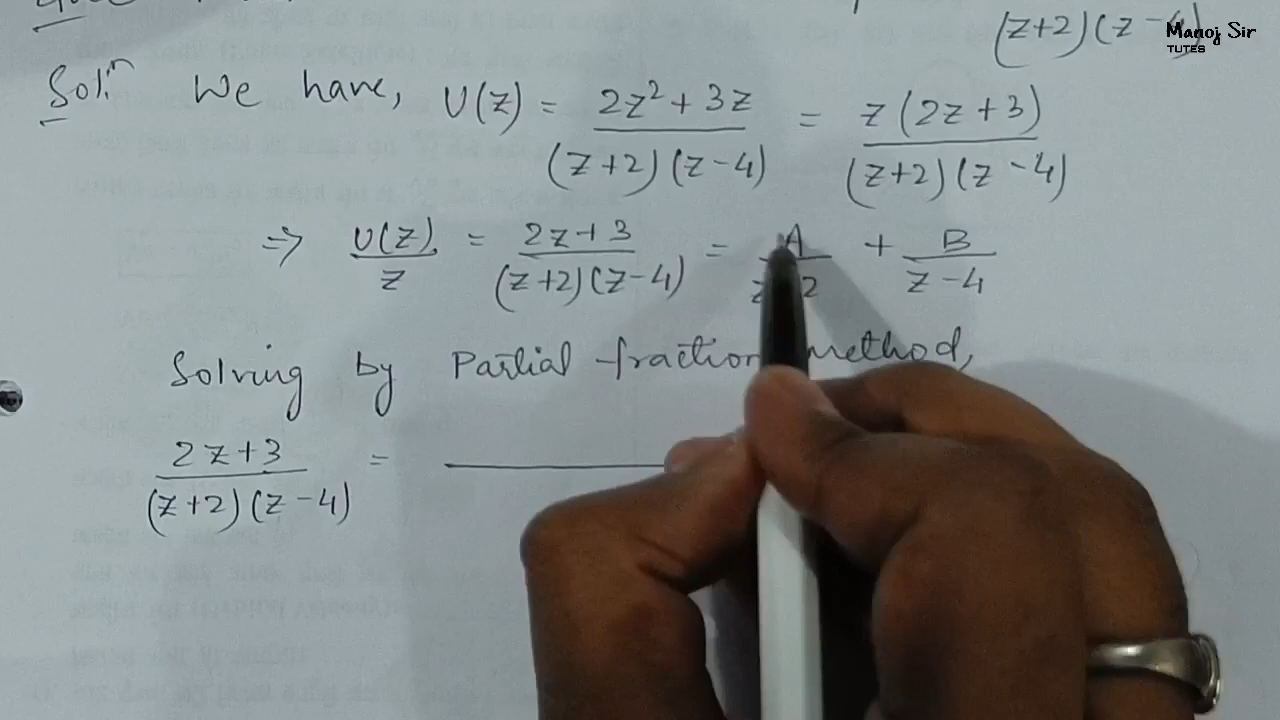 (z+2)(z-4)
Manoj Sir
TUTES
Solⁿ. We have, U(z) = 2z² + 3z / (z+2)(z-4) = z(2z+3) / (z+2)(z-4)
⇒ U(z) / z = 2z+3 / (z+2)(z-4) = A / z 2 + B / z-4
Solving by Partial fraction method,
2z+3 / (z+2)(z-4) =